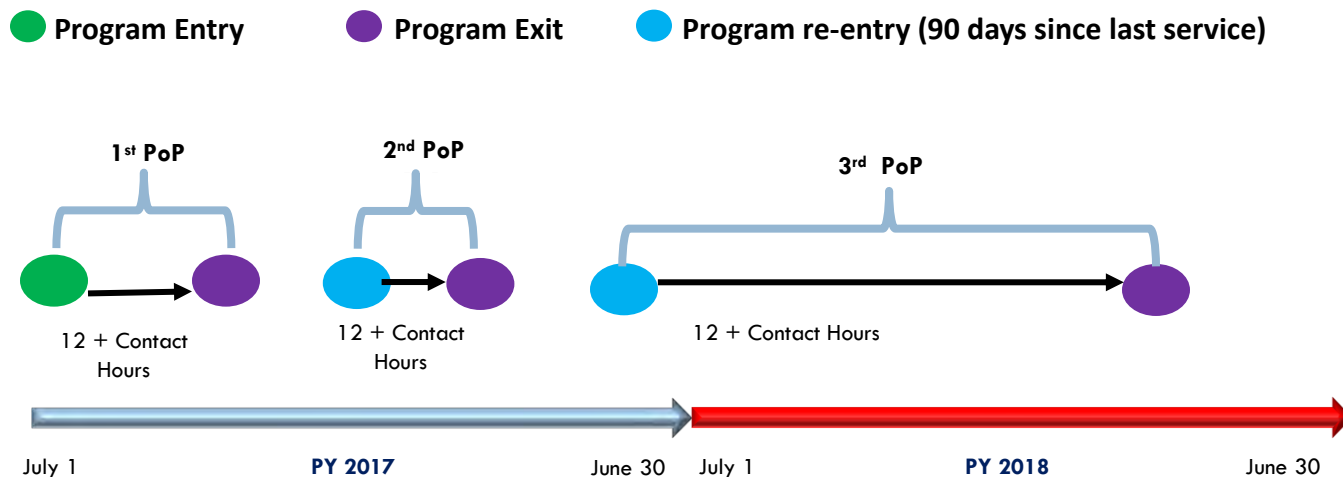 Program Entry
Program Exit
Program re-entry (90 days since last service)
1st PoP
2nd PoP
3rd PoP
12 + Contact
Hours
12 + Contact
Hours
12 + Contact Hours
July 1
PY 2017
June 30
July 1
PY 2018
June 30